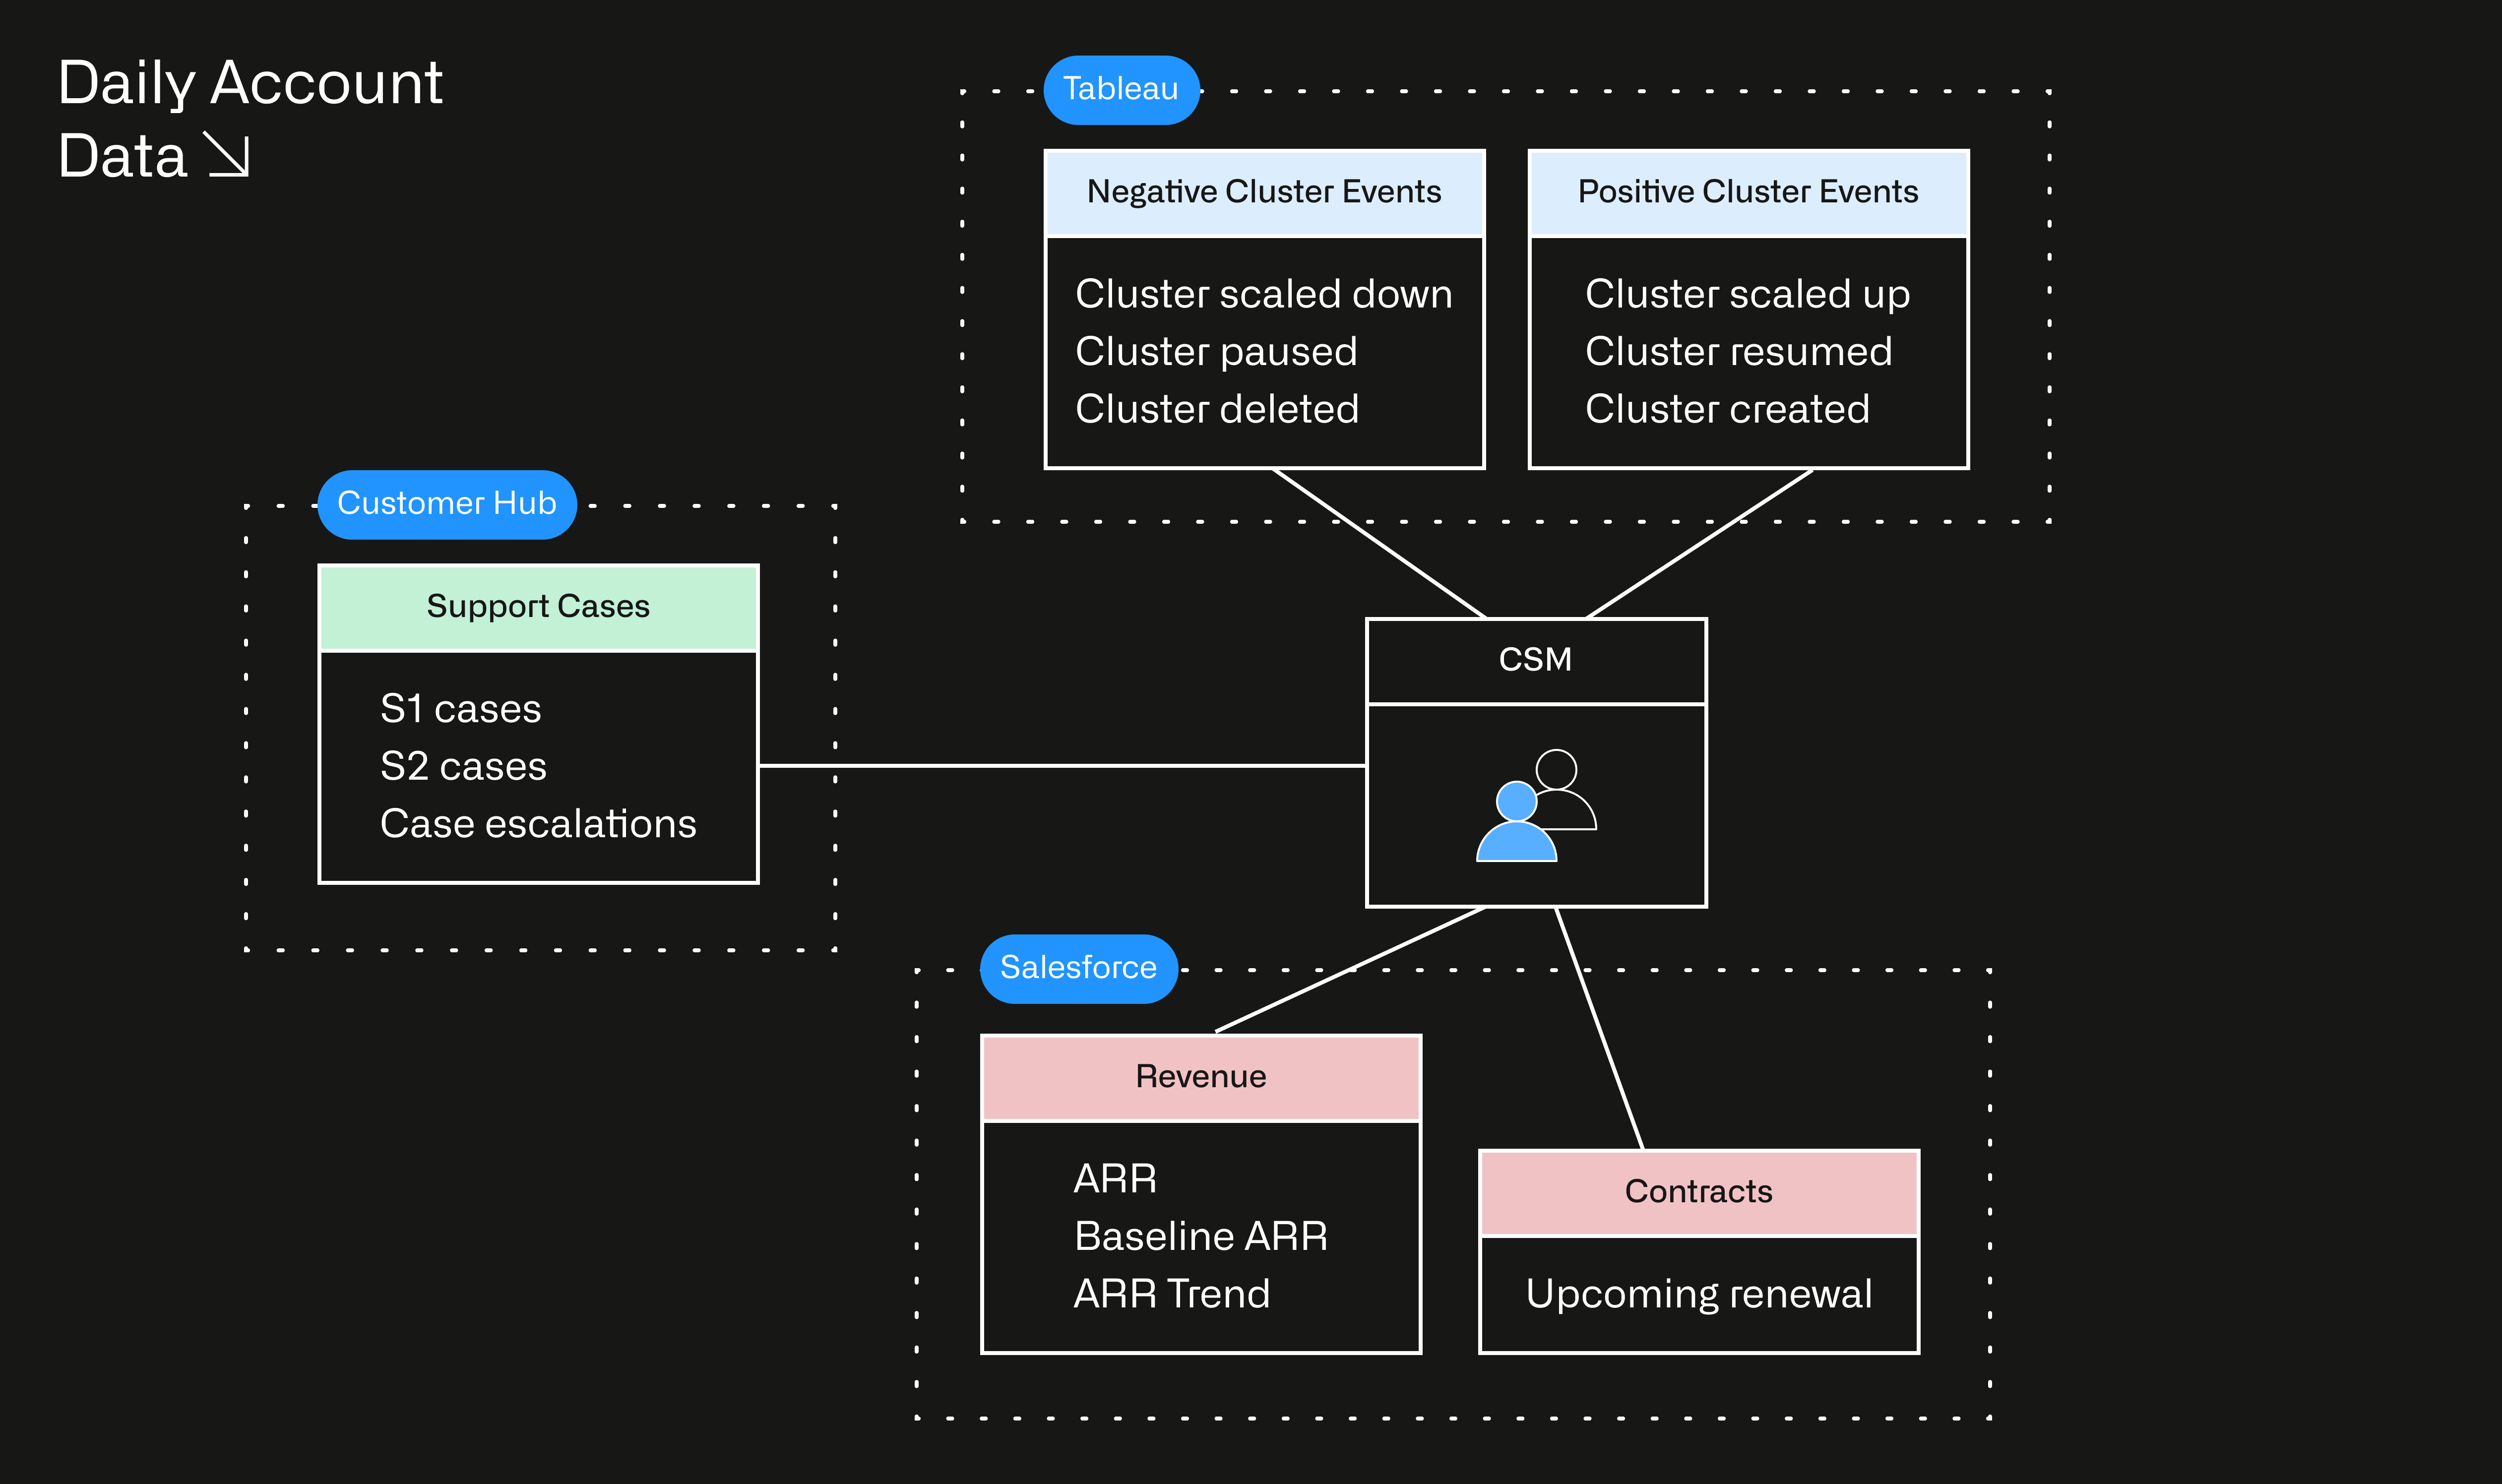 Daily Account
Data
Tableau
Negative Cluster Events
Cluster scaled down
Cluster paused
Cluster deleted
Positive Cluster Events
Cluster scaled up
Cluster resumed
Cluster created
Customer Hub
Support Cases
S1 cases
S2 cases
Case escalations
CSM
Salesforce
Revenue
ARR
Baseline ARR
ARR Trend
Contracts
Upcoming renewal